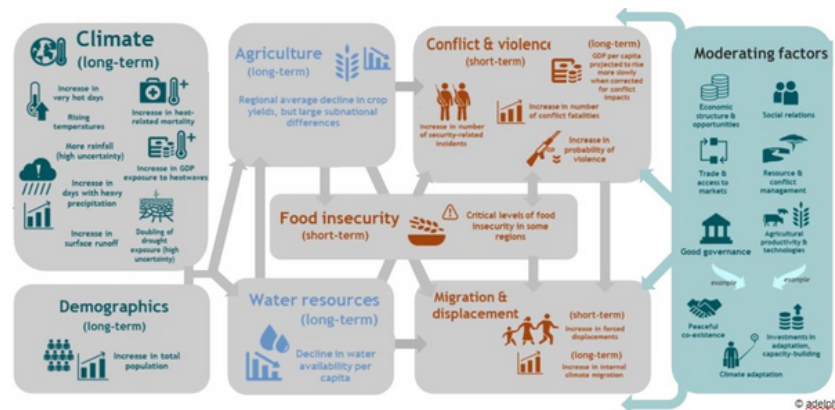 Climate
(long-term)
Increase in
very hot days
Rising
temperatures
Increase in heat-
related mortality
More rainfall
(high uncertainty)
Increase in GDP
exposure to heatwaves
Increase in
days with heavy
precipitation
Increase in
surface runoff
Doubling of
drought
exposure (high
uncertainty)
Demographics
(long-term)
Increase in total
population
Agriculture
(long-term)
Regional average decline in crop
yields, but large subnational
differences
Food insecurity
(short-term)
Critical levels of food
insecurity in some
regions
Water resources
(long-term)
Decline in water
availability per
capita
Conflict & violence
(short-term)
(long-term)
GDP per capita
projected to rise
more slowly
when corrected
for conflict
impacts
Increase in number
of security-related
incidents
Increase in number
of conflict fatalities
Increase in
probability of
violence
Migration &
displacement
(short-term)
Increase in forced
displacements
(long-term)
Increase in internal
climate migration
Moderating factors
Economic
structure &
opportunities
Social relations
Trade &
access to
markets
Resource &
conflict
management
Good governance
Agricultural
productivity &
technologies
example
example
Peaceful
co-existence
Investments in
adaptation,
capacity-building
Climate adaptation
© adelphi